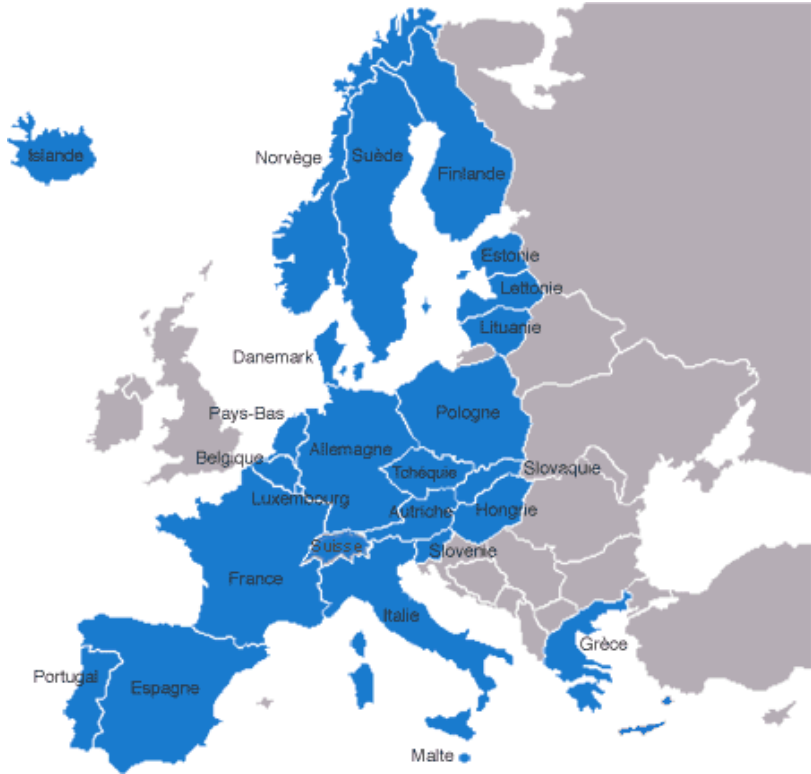 Islande
Norvège
Suède
Finlande
Estonie
Lettonie
Lituanie
Danemark
Pays-Bas
Pologne
Allemagne
Belgique
Tchéquie
Slovaquie
Luxembourg
Autriche
Hongrie
Suisse
Slovenie
France
Italie
Grèce
Portugal
Espagne
Malte